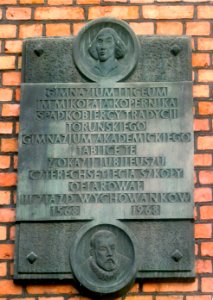 GIMNAZJUM I LICEUM
IM. MIKOŁAJA KOPERNIKA
SPADKOBIERCY TRADYCJI
TORUŃSKIEGO
GIMNAZJUM AKADEMICKIEGO
TABLICĘ TĘ
Z OKAZJI JUBILEUSZU
CZTERECHSETLECIA SZKOŁY
OFIAROWAŁ
III ZJAZD WYCHOWANKÓW
1568 1968